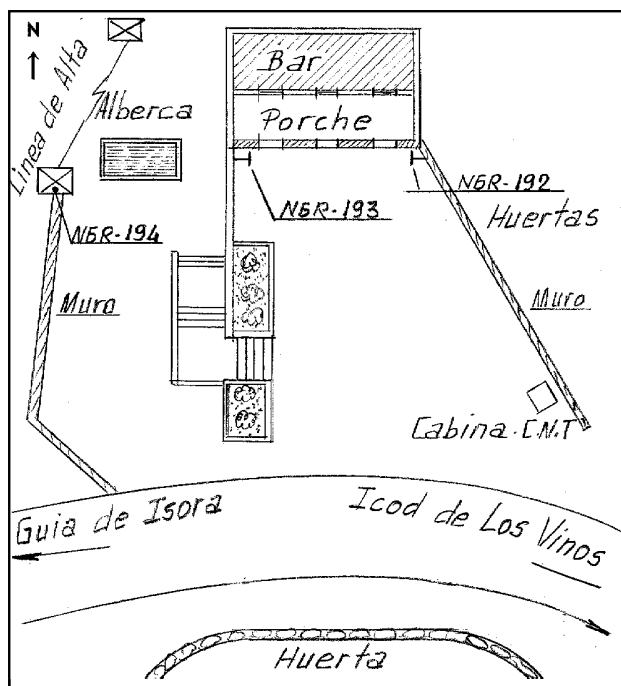 N
Linea de Alta
Bar
Alberca
Porche
NGR-192
NGR-193
Huertas
NGR-194
Muro
Muro
Cabina C.N.T
Guia de Isora
Icod de Los Vinos
Huerta